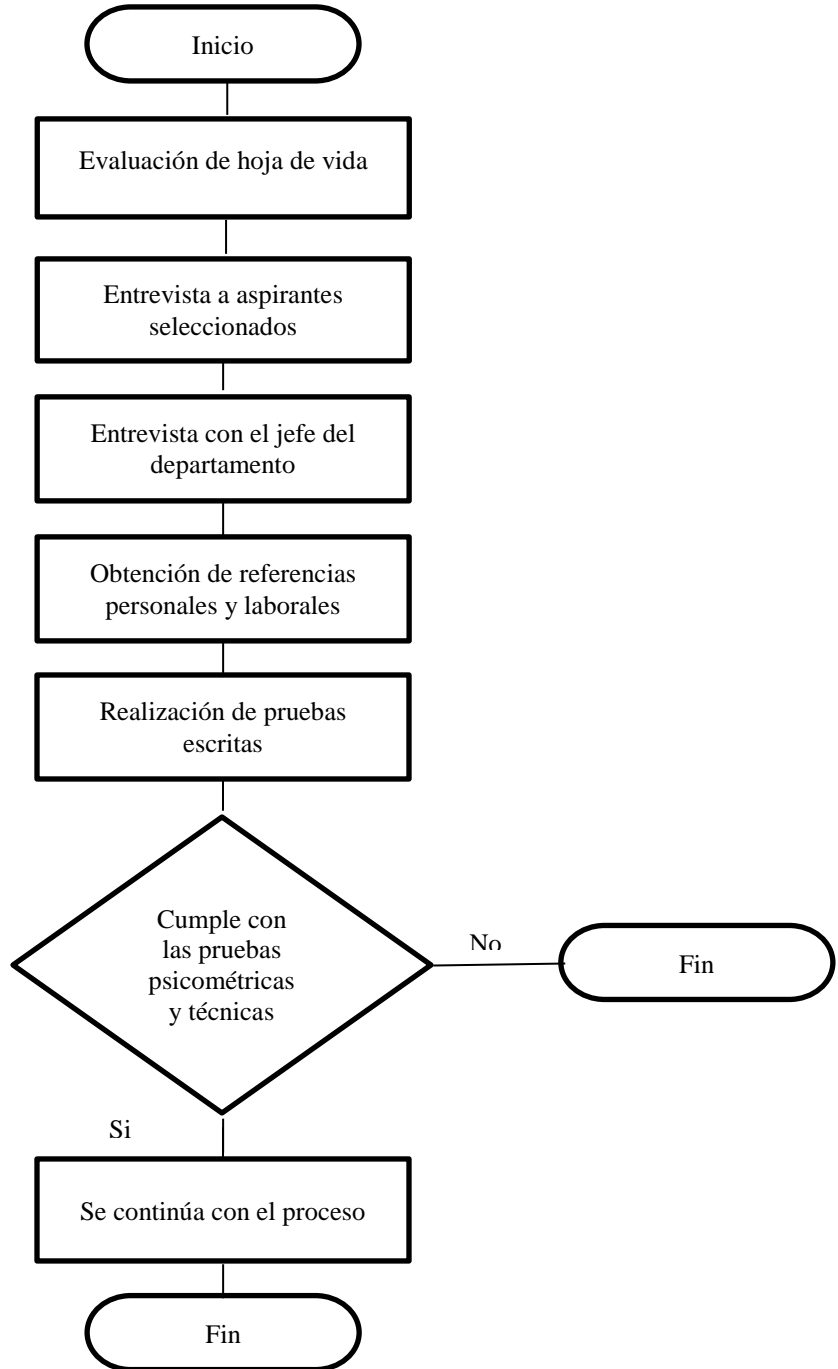 Inicio
Evaluación de hoja de vida
Entrevista a aspirantes
seleccionados
Entrevista con el jefe del
departamento
Obtención de referencias
personales y laborales
Realización de pruebas
escritas
Cumple con
las pruebas
psicométricas
y técnicas
No
Fin
Si
Se continúa con el proceso
Fin